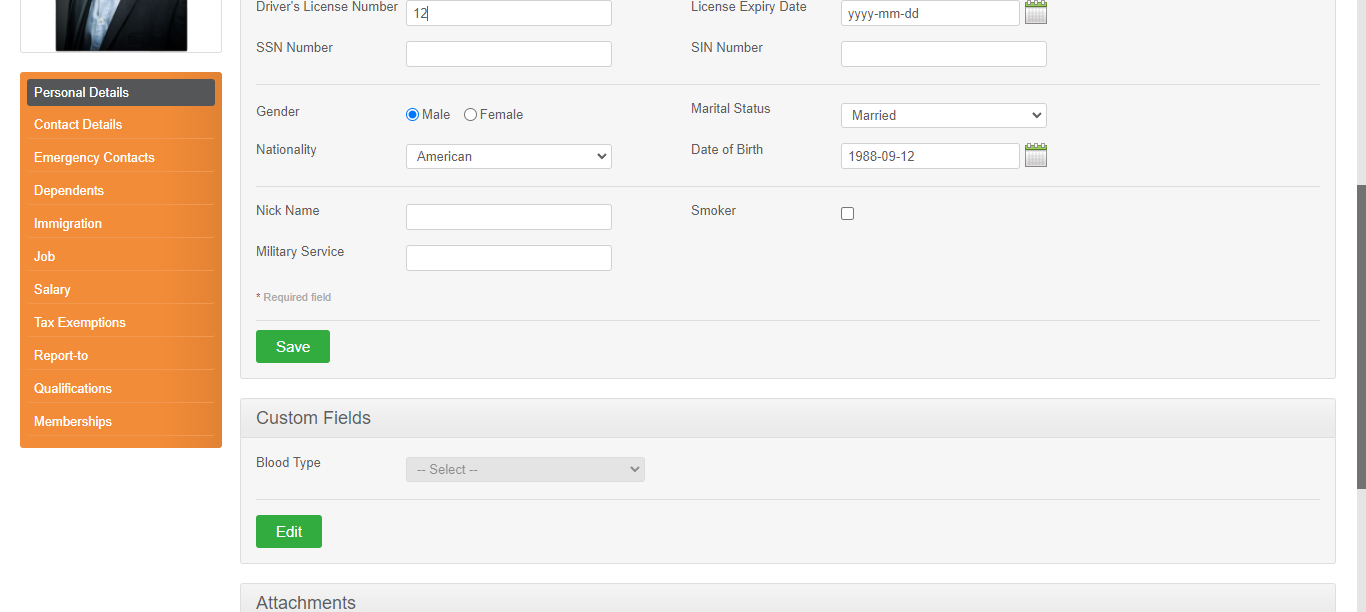 Driver's License Number 12 License Expiry Date yyyy-mm-dd
SSN Number SIN Number
Personal Details
Contact Details
Emergency Contacts
Dependents
Immigration
Job
Salary
Tax Exemptions
Report-to
Qualifications
Memberships
Gender Male Female Marital Status Married
Nationality American Date of Birth 1988-09-12
Nick Name Smoker
Military Service
* Required field
Save
Custom Fields
Blood Type -- Select --
Edit
Attachments